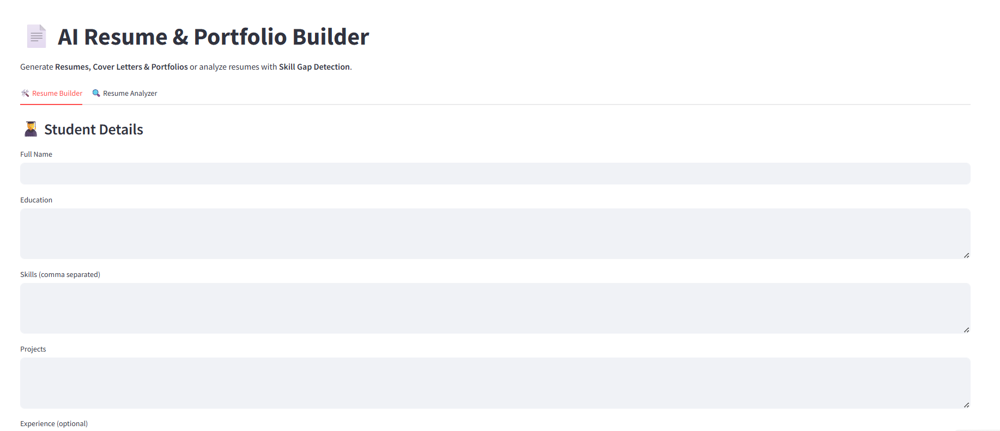 AI Resume & Portfolio Builder
Generate Resumes, Cover Letters & Portfolios or analyze resumes with Skill Gap Detection.
Resume Builder Resume Analyzer
Student Details
Full Name
Education
Skills (comma separated)
Projects
Experience (optional)